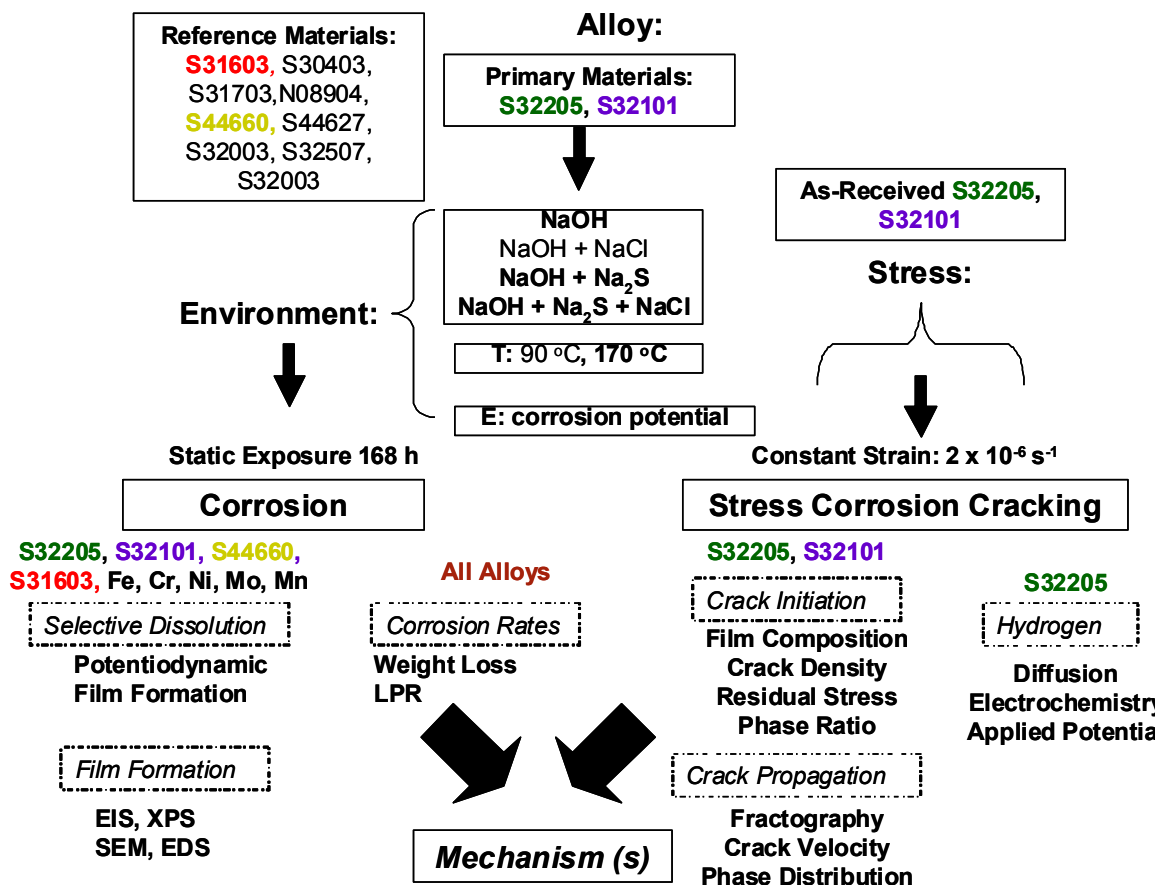 Alloy:
Reference Materials:
S31603, S30403,
S31703,N08904,
S44660, S44627,
S32003, S32507,
S32003
Primary Materials:
S32205, S32101
As-Received S32205,
S32101
Stress:
Environment:
NaOH
NaOH + NaCl
NaOH + Na₂S
NaOH + Na₂S + NaCl
T: 90 ºC, 170 ºC
E: corrosion potential
Static Exposure 168 h
Corrosion
Constant Strain: 2 x 10⁻⁶ s⁻¹
Stress Corrosion Cracking
S32205, S32101, S44660,
S31603, Fe, Cr, Ni, Mo, Mn
Selective Dissolution
Potentiodynamic
Film Formation
Film Formation
EIS, XPS
SEM, EDS
All Alloys
Corrosion Rates
Weight Loss
LPR
S32205, S32101
Crack Initiation
Film Composition
Crack Density
Residual Stress
Phase Ratio
Crack Propagation
Fractography
Crack Velocity
Phase Distribution
S32205
Hydrogen
Diffusion
Electrochemistry
Applied Potential
Mechanism (s)